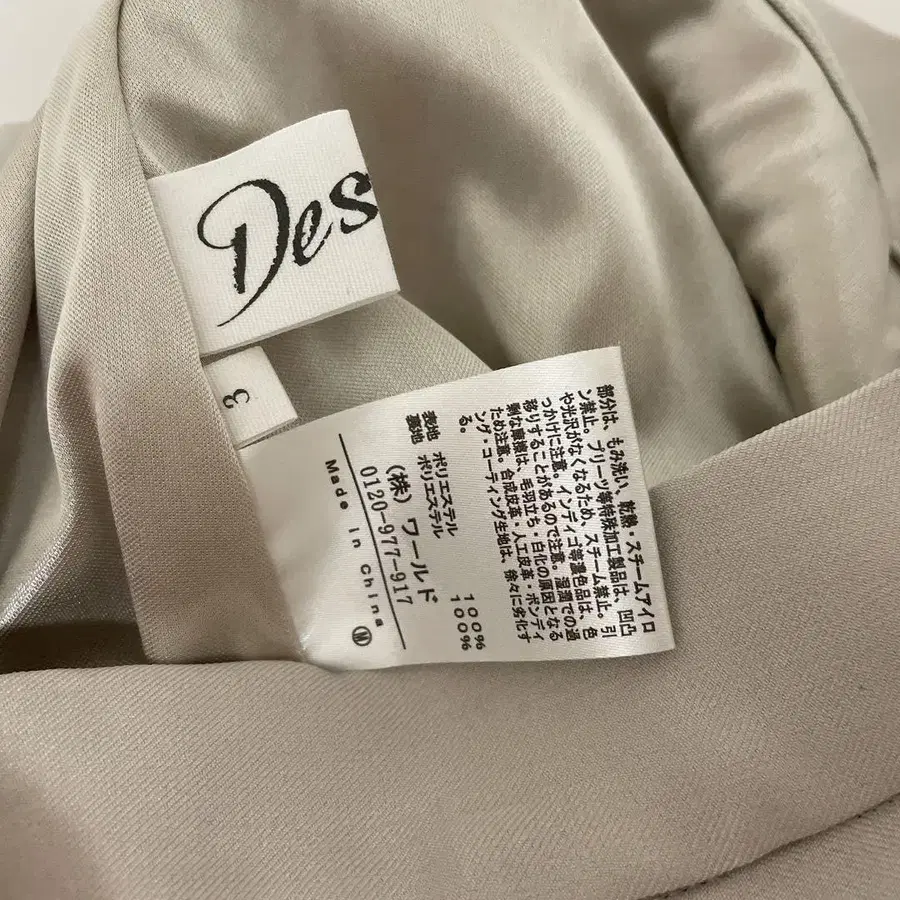 Des
3
部分は、もみ洗い、乾熱・スチームアイロ
ン禁止。プリーツ等特殊加工製品は、凹凸
や光沢がなくなるため、スチーム禁止。引
っかけに注意。インディゴ等濃色品は、色
移りすることがあるので注意。湿潤での過
剰な摩擦は、毛羽立ち・白化の原因となる
ため注意。合成皮革・人工皮革・ボンディ
ング・コーティング生地は、徐々に劣化す
る。
表地 ポリエステル 100%
裏地 ポリエステル 100%
(株) ワールド
0120-977-917
Made in China Ⓦ